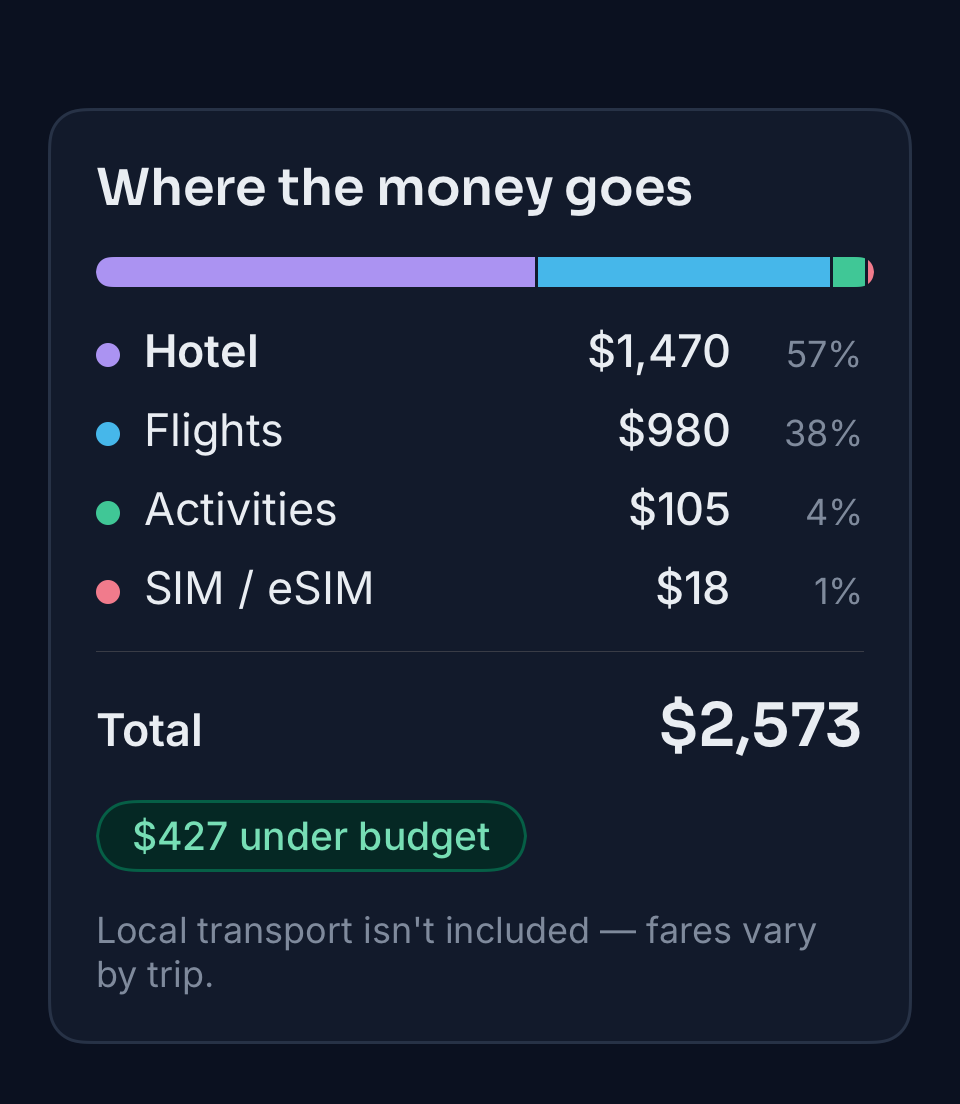 Where the money goes
Hotel $1,470 57%
Flights $980 38%
Activities $105 4%
SIM / eSIM $18 1%
Total $2,573
$427 under budget
Local transport isn't included — fares vary
by trip.